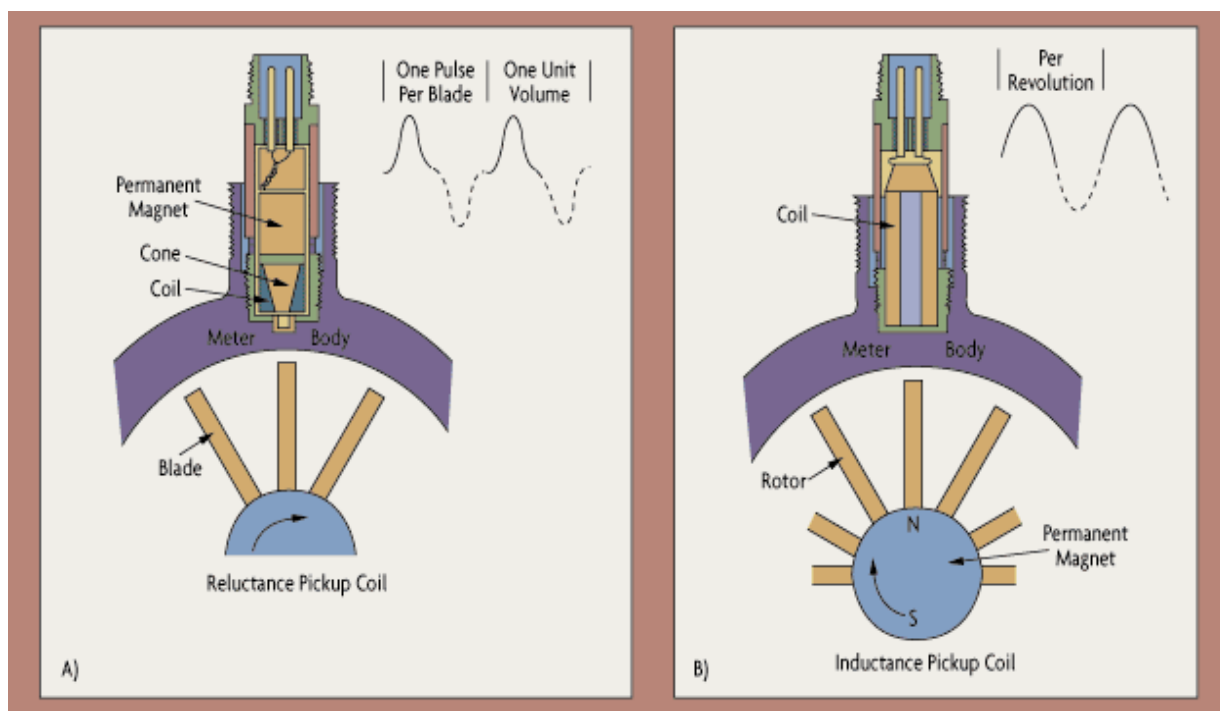 One Pulse
Per Blade
One Unit
Volume
Permanent
Magnet
Cone
Coil
Meter Body
Blade
Reluctance Pickup Coil
A)
Per
Revolution
Coil
Meter Body
Rotor
N
Permanent
Magnet
S
Inductance Pickup Coil
B)